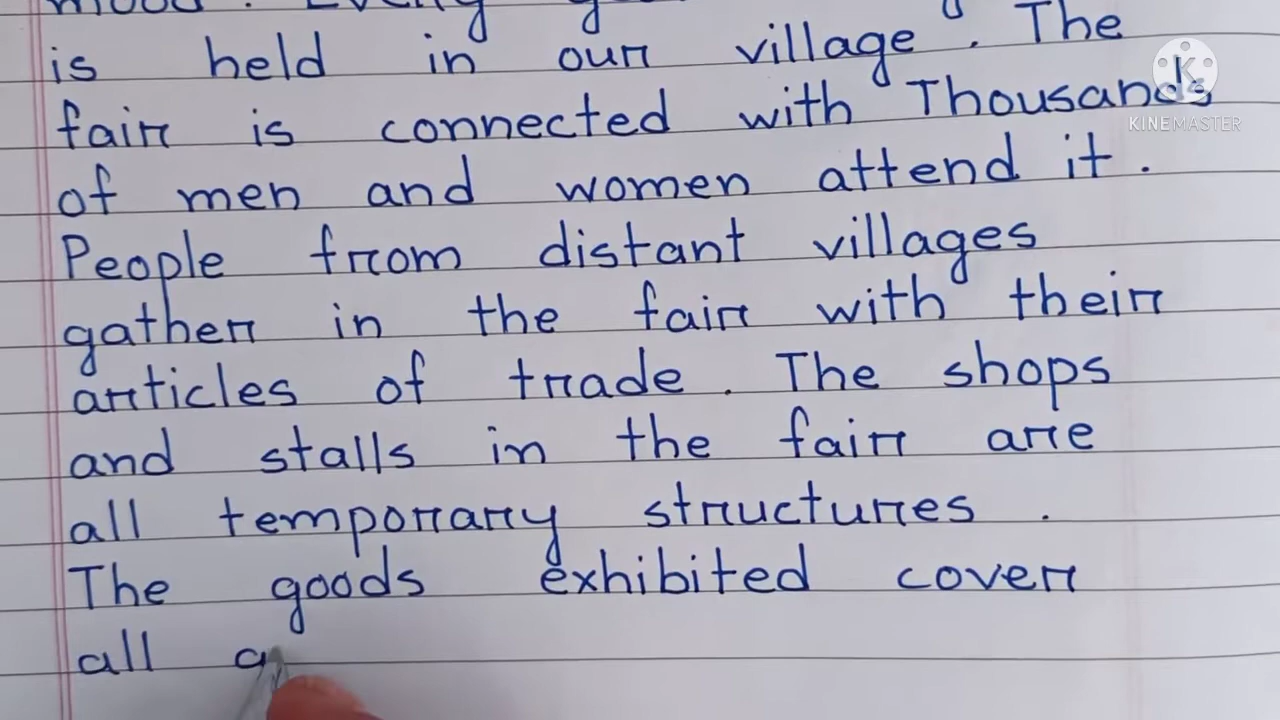 is held in our village . The
fair is connected with Thousands
of men and women attend it .
People from distant villages
gather in the fair with their
articles of trade . The shops
and stalls in the fair are
all temporary structures .
The goods exhibited cover
all
KINEMASTER